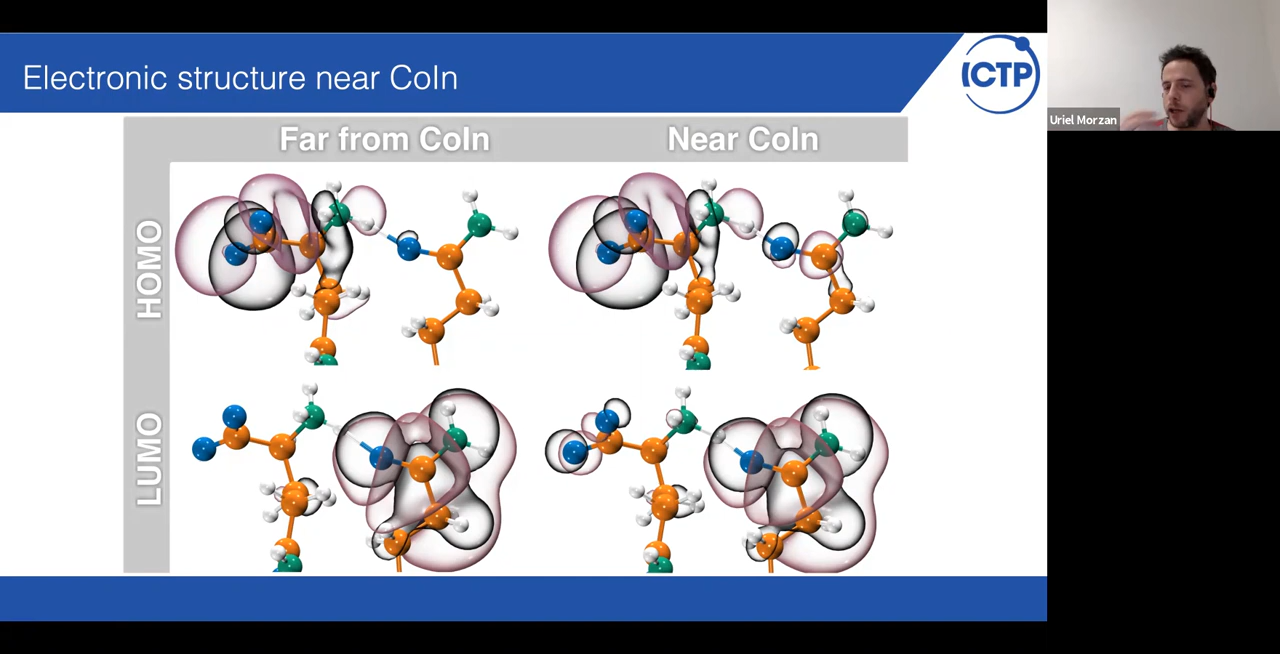 Electronic structure near CoIn
ICTP
Uriel Morzan
Far from CoIn
Near CoIn
HOMO
LUMO